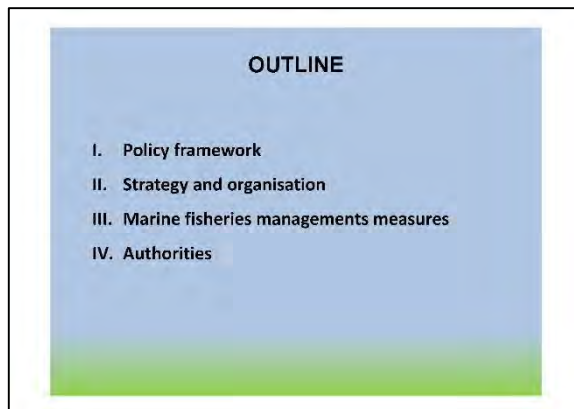 OUTLINE
I. Policy framework
II. Strategy and organisation
III. Marine fisheries managements measures
IV. Authorities